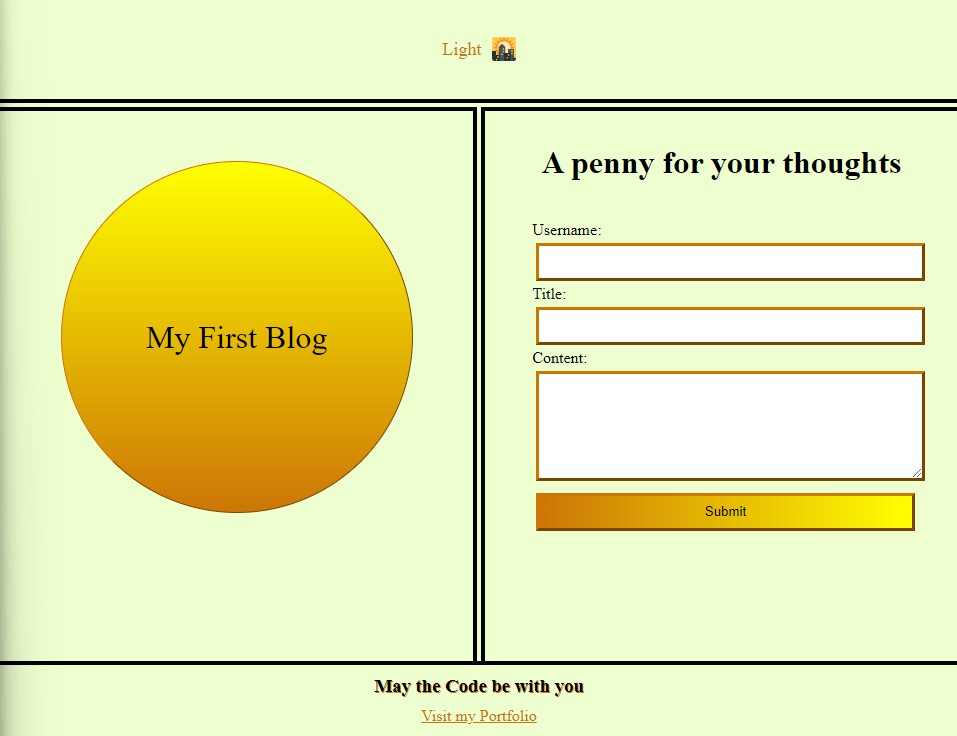 Light
My First Blog
A penny for your thoughts
Username:
Title:
Content:
Submit
May the Code be with you
Visit my Portfolio